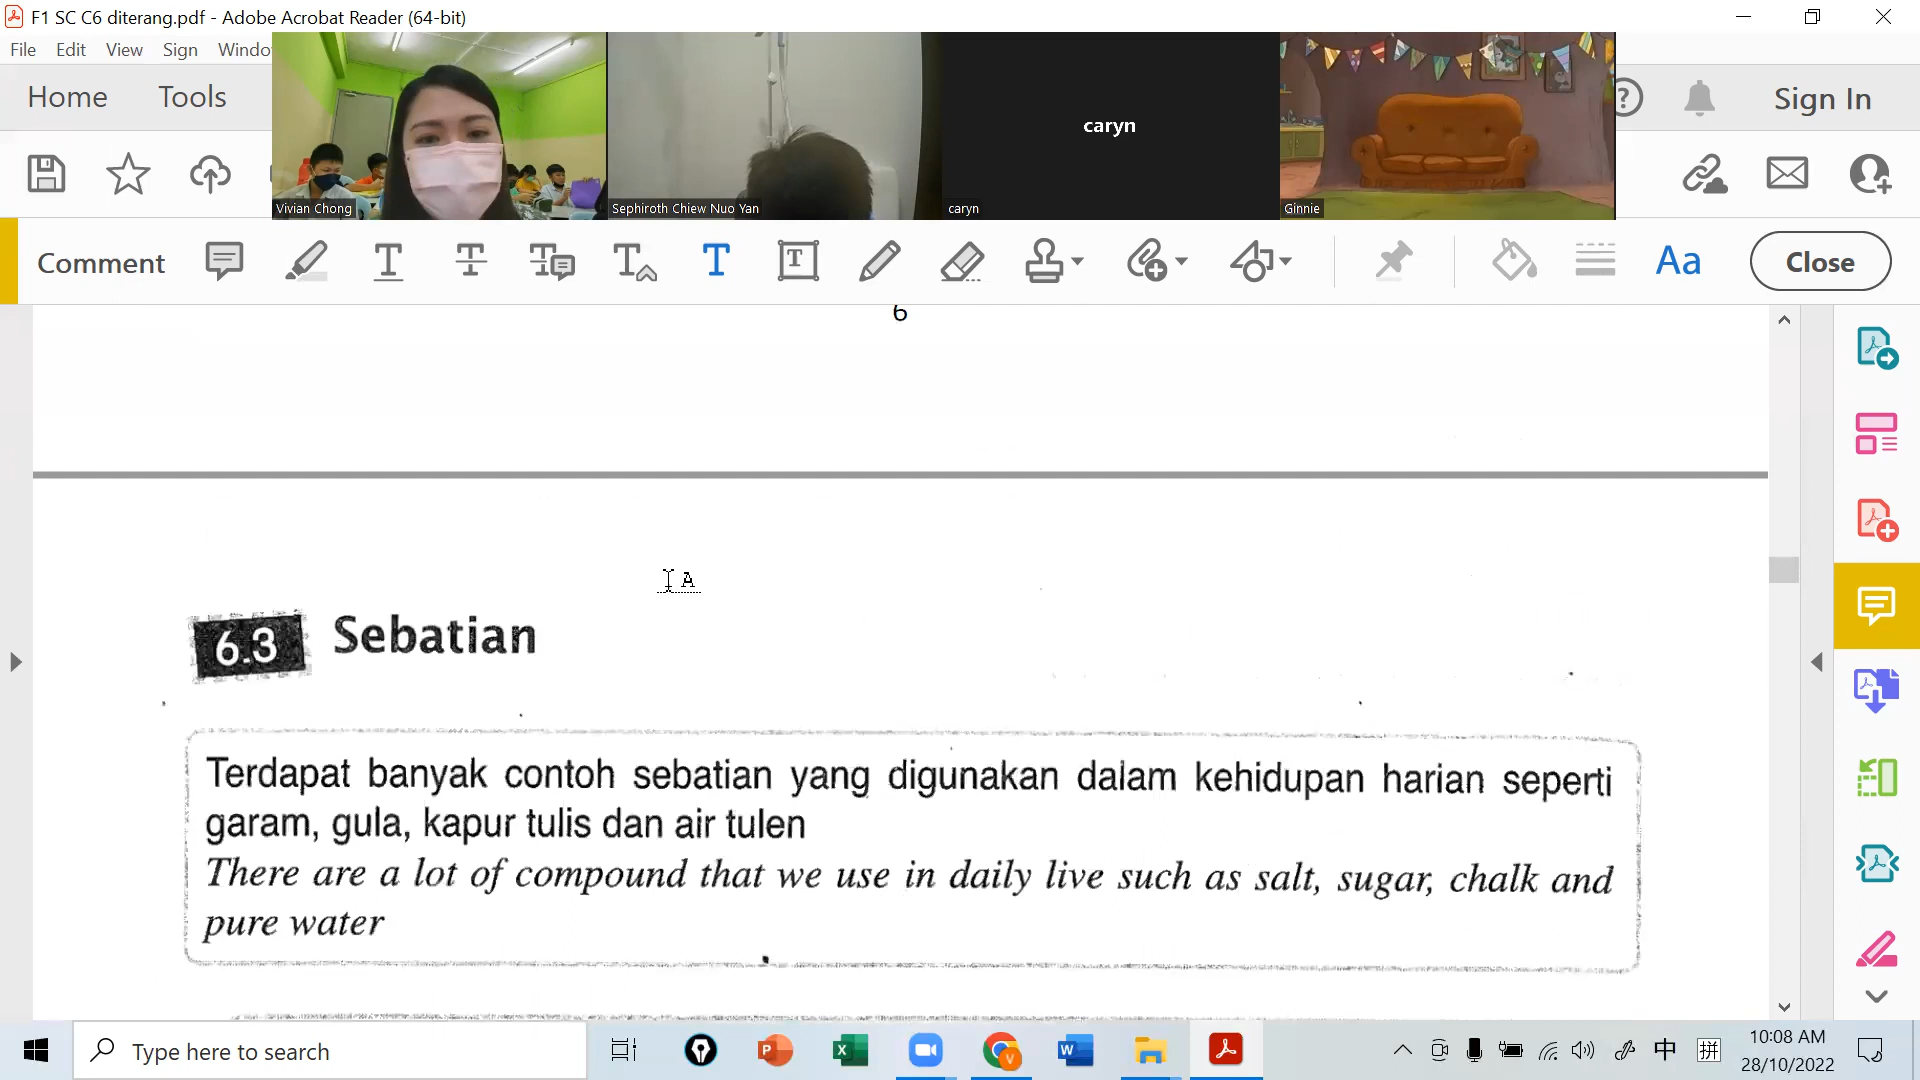 F1 SC C6 diterang.pdf - Adobe Acrobat Reader (64-bit)
File Edit View Sign Windo
Home Tools
Sign In
caryn
Vivian Chong
Sephiroth Chiew Nuo Yan
caryn
Ginnie
Comment
Aa
Close
6
6.3 Sebatian
Terdapat banyak contoh sebatian yang digunakan dalam kehidupan harian seperti
garam, gula, kapur tulis dan air tulen
There are a lot of compound that we use in daily live such as salt, sugar, chalk and
pure water
Type here to search
中
拼
10:08 AM
28/10/2022